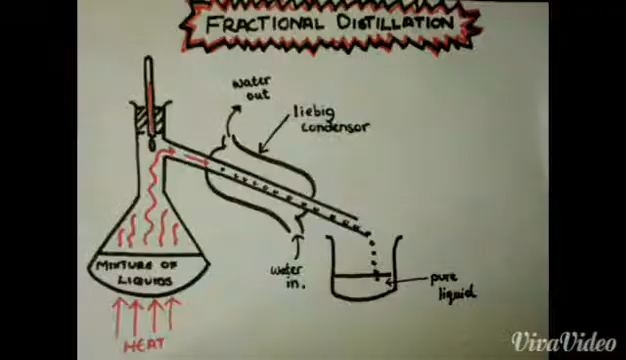 FRACTIONAL DISTILLATION
water
out
liebig
condensor
MIXTURE OF
LIQUIDS
water
in.
pure
liquid
HEAT
VivaVideo